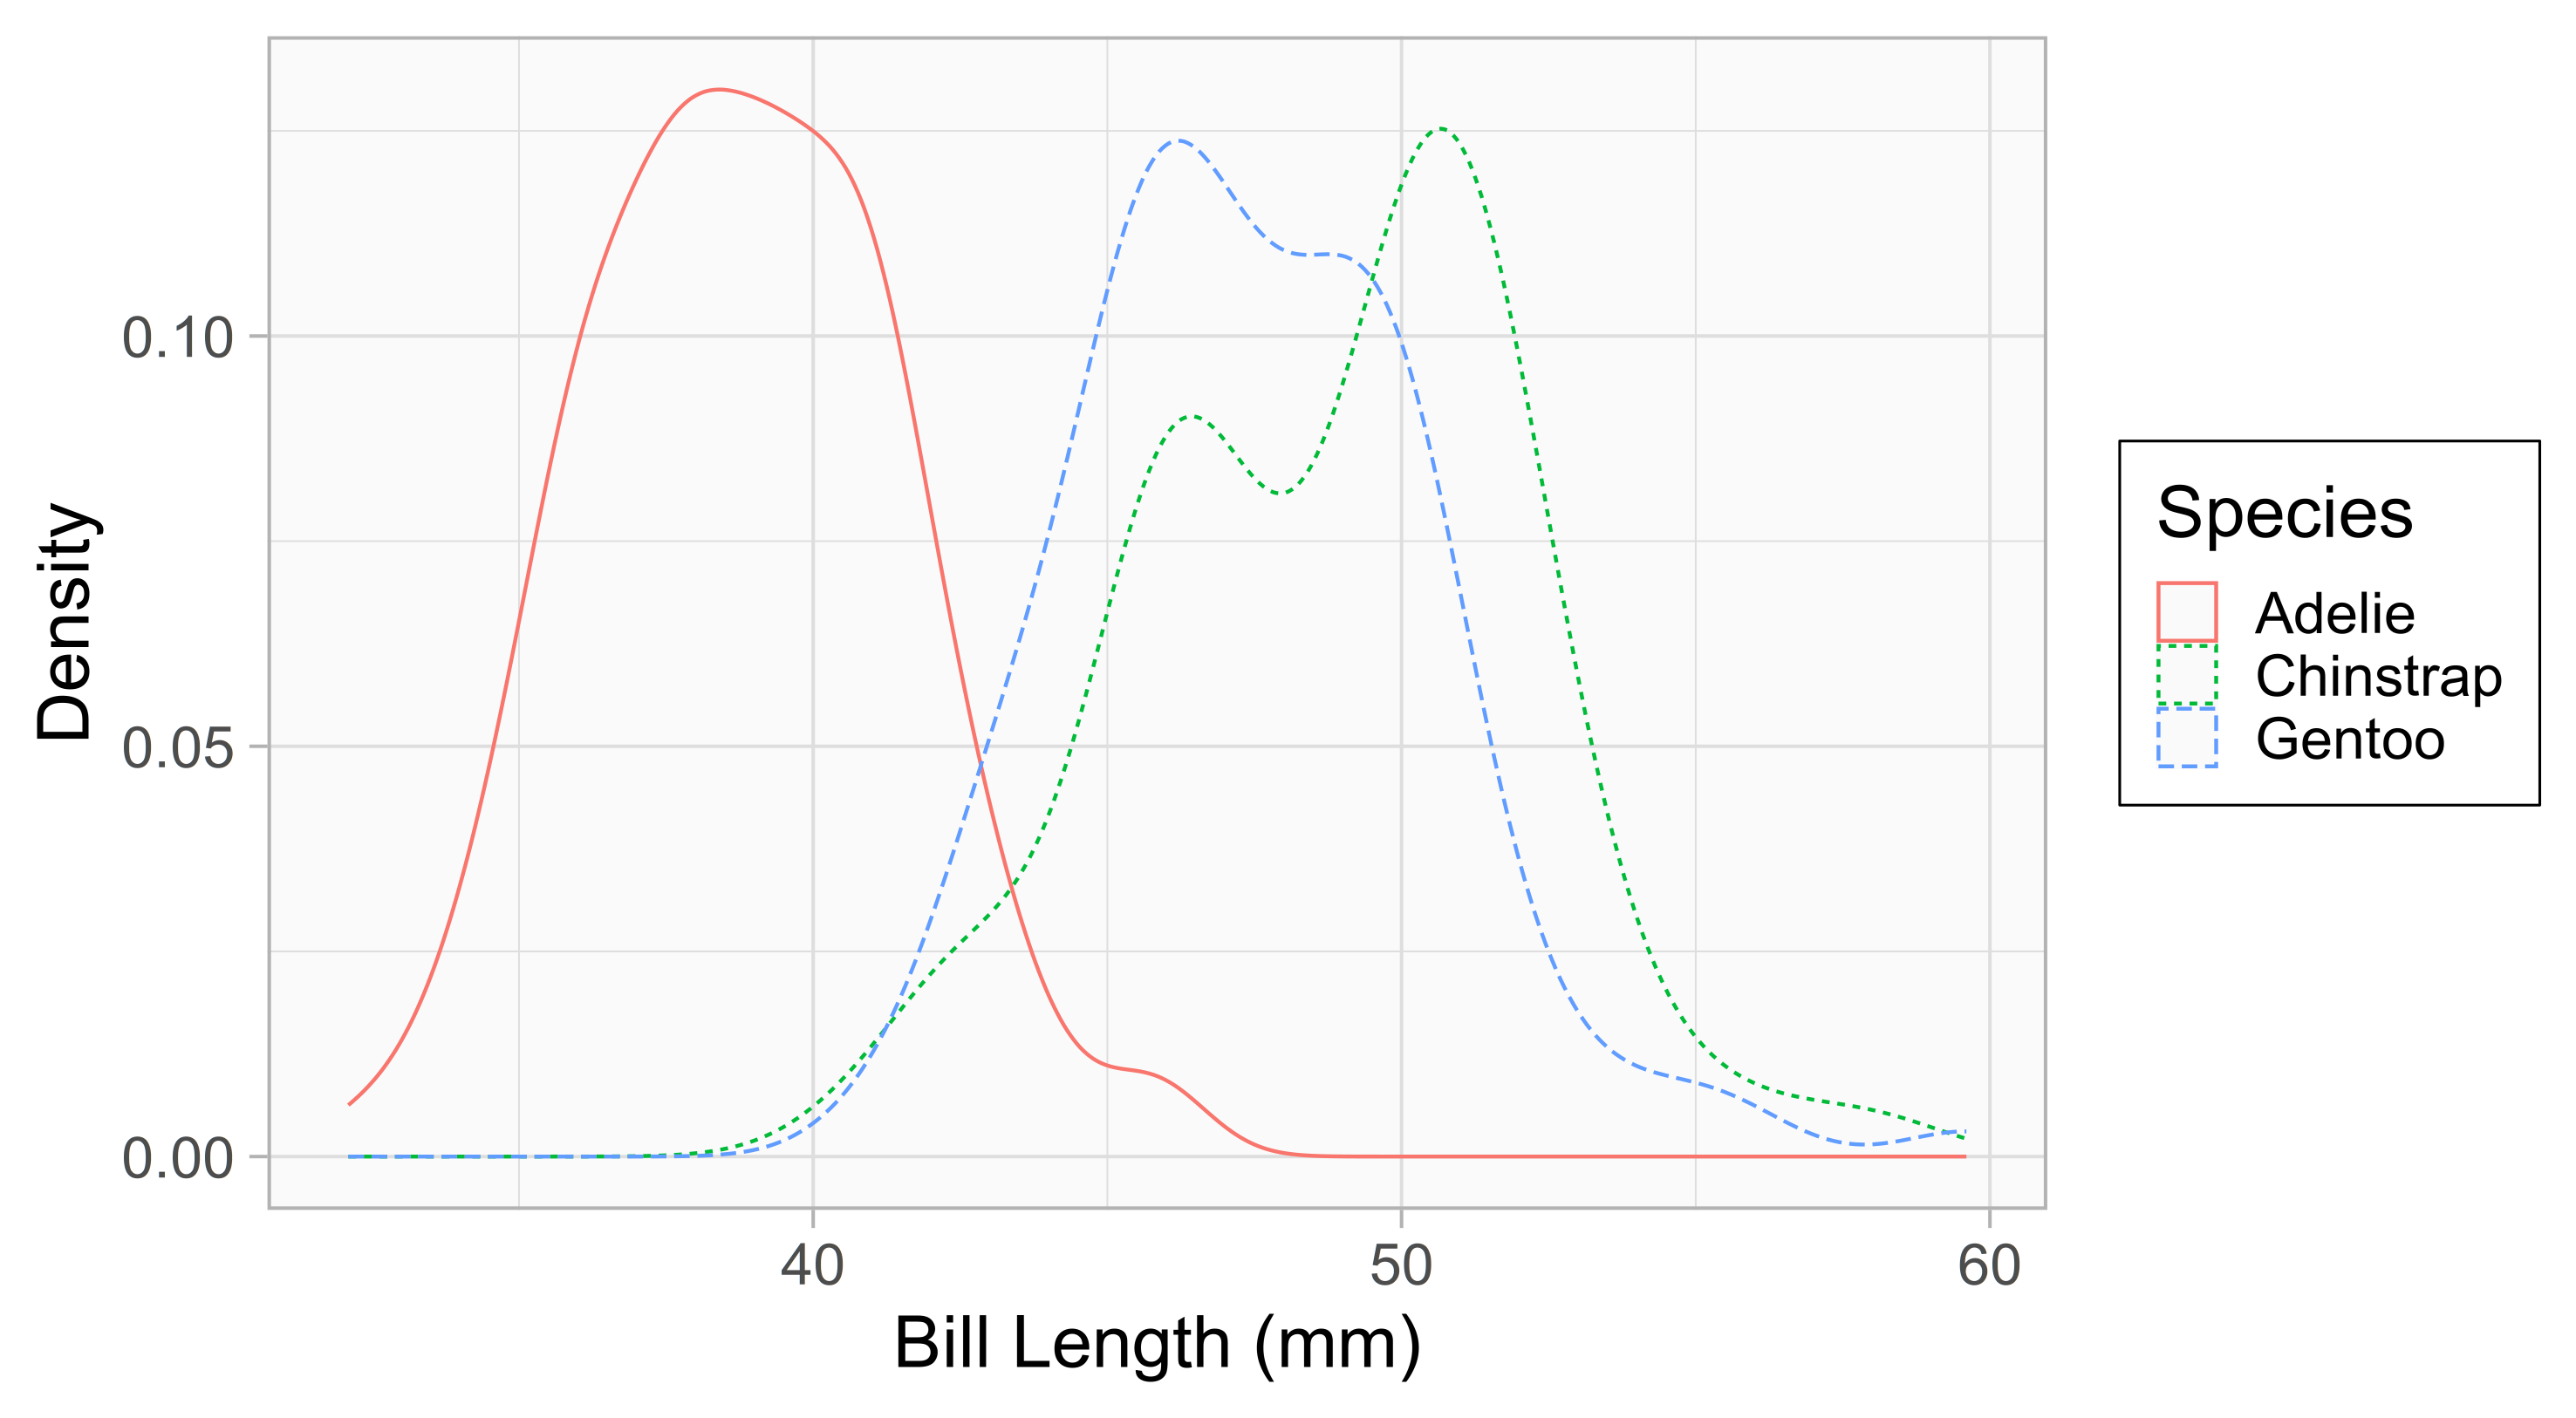 Density
0.10
0.05
0.00
40 50 60
Bill Length (mm)
Species
Adelie
Chinstrap
Gentoo